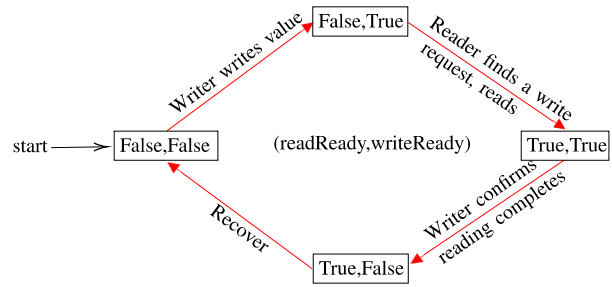 False,True
Writer writes value
Reader finds a write
request, reads
start
False,False
(readReady,writeReady)
True,True
Writer confirms
reading completes
Recover
True,False